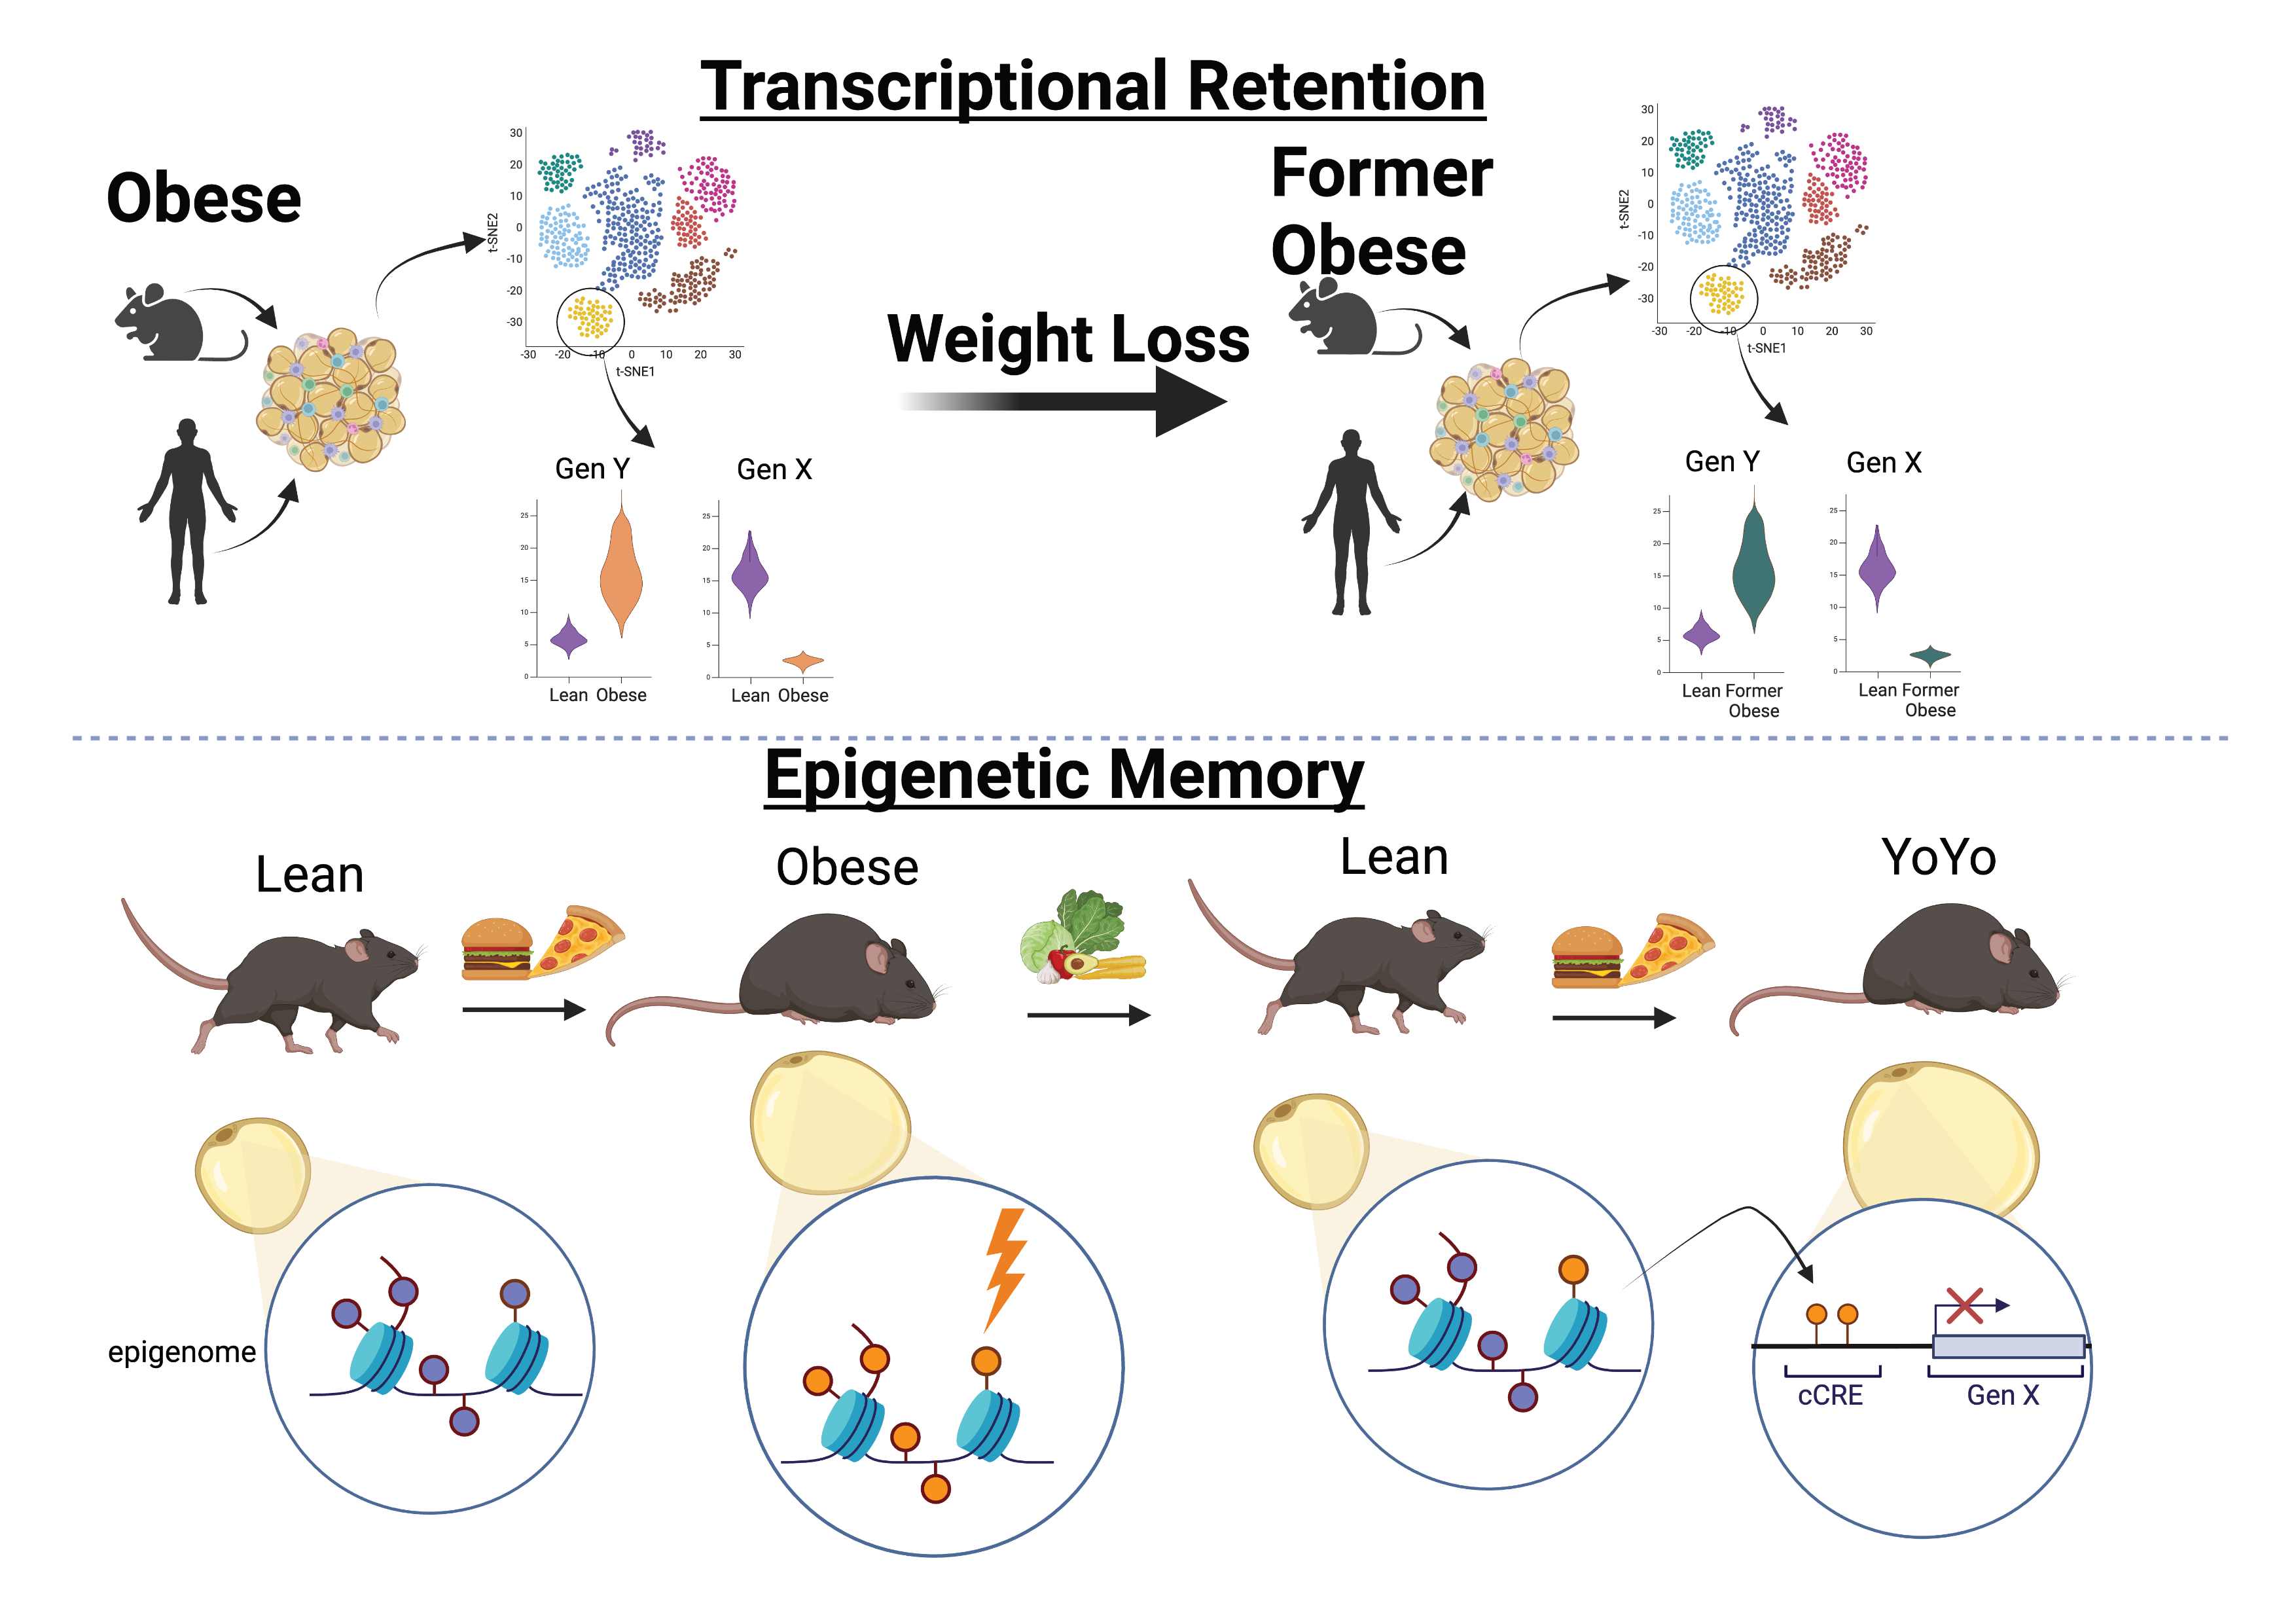 Transcriptional Retention
Obese
t-SNE2
30
20
10
0
-10
-20
-30
-30 -20 -10 0 10 20 30
t-SNE1
Gen Y
25
20
15
10
5
0
Lean Obese
Gen X
25
20
15
10
5
0
Lean Obese
Weight Loss
Former
Obese
t-SNE2
30
20
10
0
-10
-20
-30
-30 -20 -10 0 10 20 30
t-SNE1
Gen Y
25
20
15
10
5
0
Lean Former
Obese
Gen X
25
20
15
10
5
0
Lean Former
Obese
Epigenetic Memory
Lean
Obese
Lean
YoYo
epigenome
cCRE
Gen X